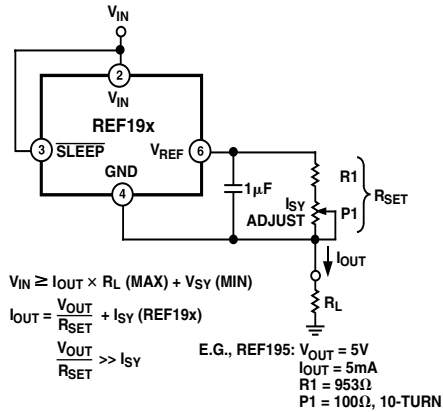 VIN
2
VIN
REF19x
3 SLEEP
VREF 6
GND
4
1μF
ISY
ADJUST
R1
P1
RSET
IOUT
RL
VIN ≥ IOUT × RL (MAX) + VSY (MIN)
IOUT = VOUT / RSET + ISY (REF19x)
VOUT / RSET >> ISY
E.G., REF195: VOUT = 5V
IOUT = 5mA
R1 = 953Ω
P1 = 100Ω, 10-TURN